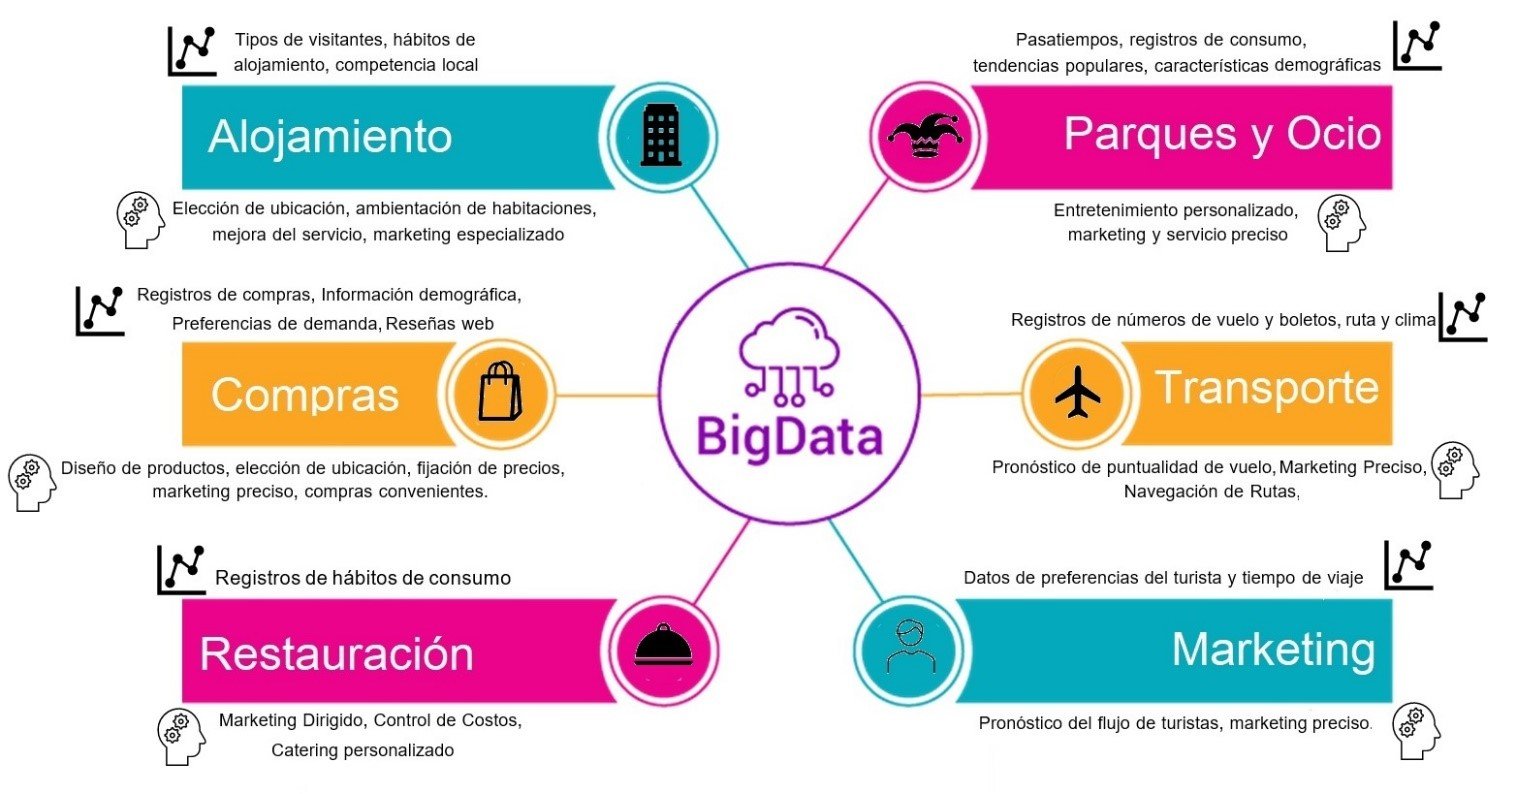 Tipos de visitantes, hábitos de
alojamiento, competencia local
Alojamiento
Elección de ubicación, ambientación de habitaciones,
mejora del servicio, marketing especializado
Pasatiempos, registros de consumo,
tendencias populares, características demográficas
Parques y Ocio
Entretenimiento personalizado,
marketing y servicio preciso
Registros de compras, Información demográfica,
Preferencias de demanda, Reseñas web
Compras
Diseño de productos, elección de ubicación, fijación de precios,
marketing preciso, compras convenientes.
BigData
Registros de números de vuelo y boletos, ruta y clima
Transporte
Pronóstico de puntualidad de vuelo, Marketing Preciso,
Navegación de Rutas,
Registros de hábitos de consumo
Restauración
Marketing Dirigido, Control de Costos,
Catering personalizado
Datos de preferencias del turista y tiempo de viaje
Marketing
Pronóstico del flujo de turistas, marketing preciso.